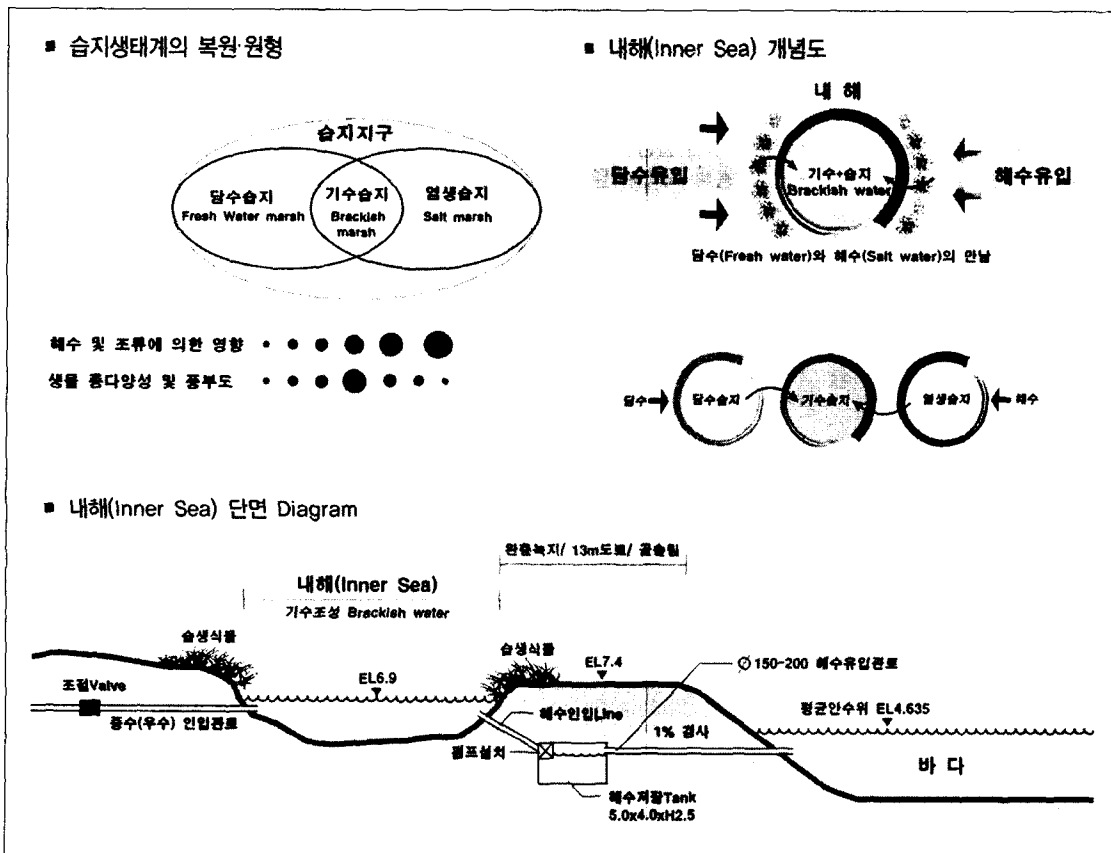 ■ 습지생태계의 복원·원형
습지지구
담수습지
Fresh Water marsh
기수습지
Brackish
marsh
염생습지
Salt marsh
해수 및 조류에 의한 영향
생물 종다양성 및 풍부도
■ 내해(Inner Sea) 개념도
내 해
담수유입
기수+습지
Brackish water
해수유입
담수(Fresh water)와 해수(Salt water)의 만남
담수
담수습지
기수습지
염생습지
해수
■ 내해(Inner Sea) 단면 Diagram
완충녹지/ 13m도로/ 곰솔림
내해(Inner Sea)
기수조성 Brackish water
습생식물
습생식물
EL7.4
∅ 150-200 해수유입관로
조절Valve
EL6.9
해수인입Line
평균만수위 EL4.635
중수(우수) 인입관로
펌프설치
1% 경사
바 다
해수저장Tank
5.0x4.0xH2.5